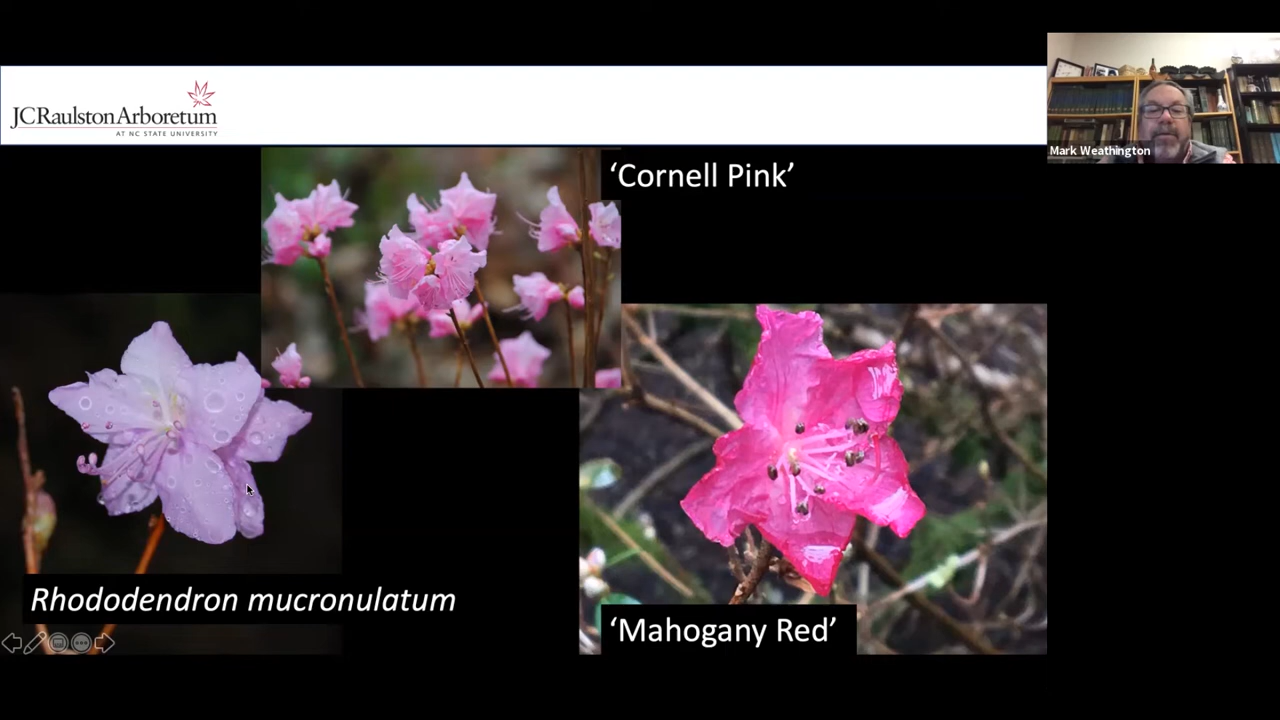 JCRaulston Arboretum
AT NC STATE UNIVERSITY
Mark Weathington
‘Cornell Pink’
Rhododendron mucronulatum
‘Mahogany Red’